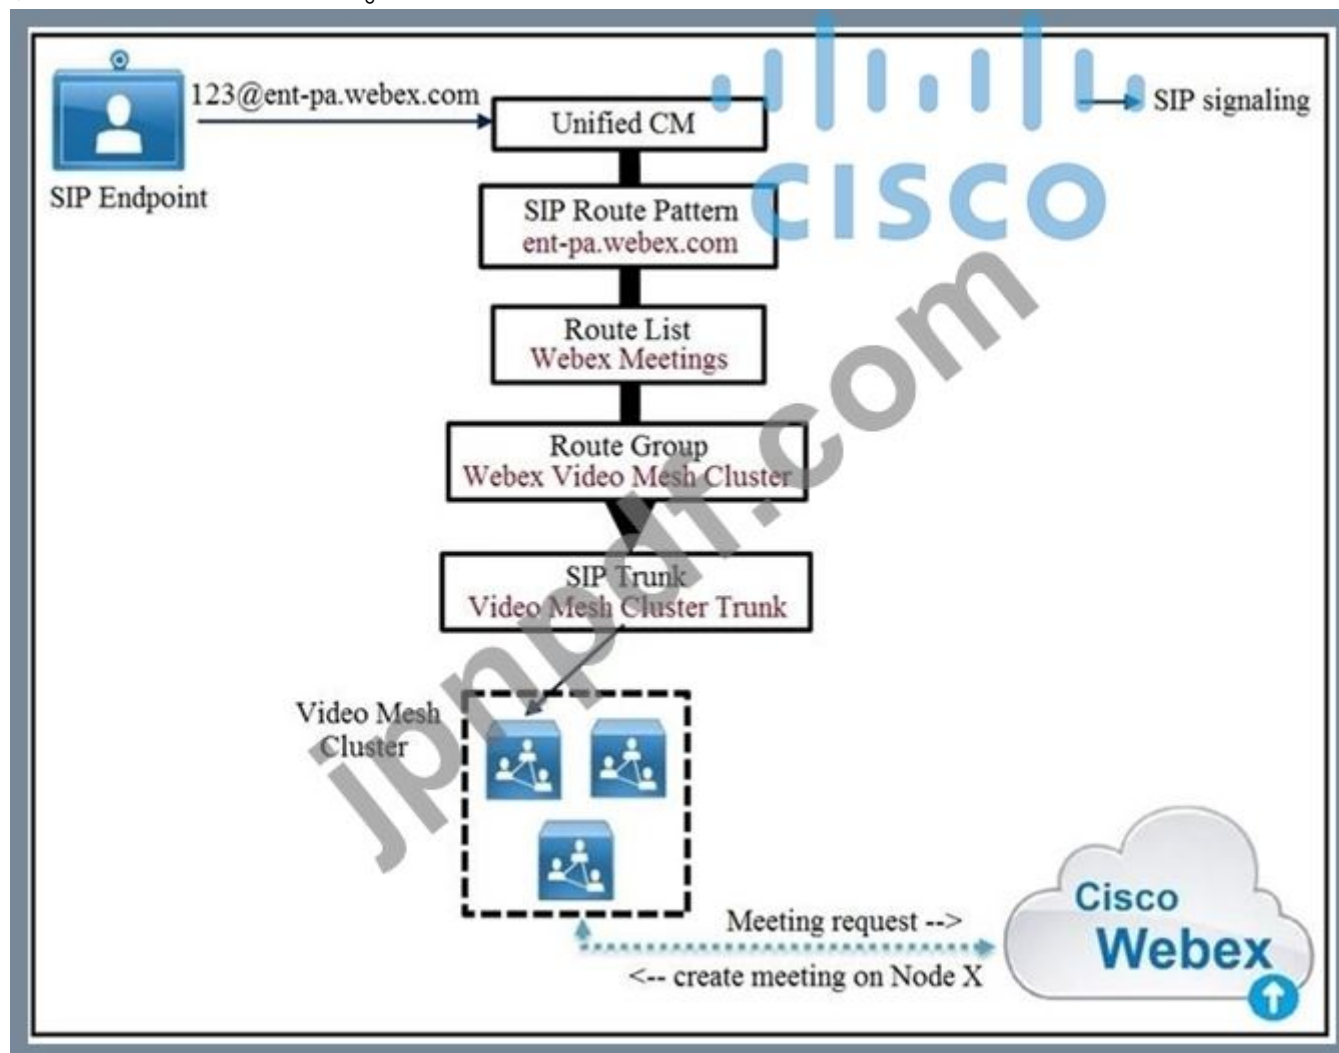 123@ent-pa.webex.com
SIP Endpoint
Unified CM
SIP signaling
CISCO
SIP Route Pattern
ent-pa.webex.com
Route List
Webex Meetings
Route Group
Webex Video Mesh Cluster
SIP Trunk
Video Mesh Cluster Trunk
Video Mesh
Cluster
Meeting request -->
<-- create meeting on Node X
Cisco
Webex
jpnpdf.com